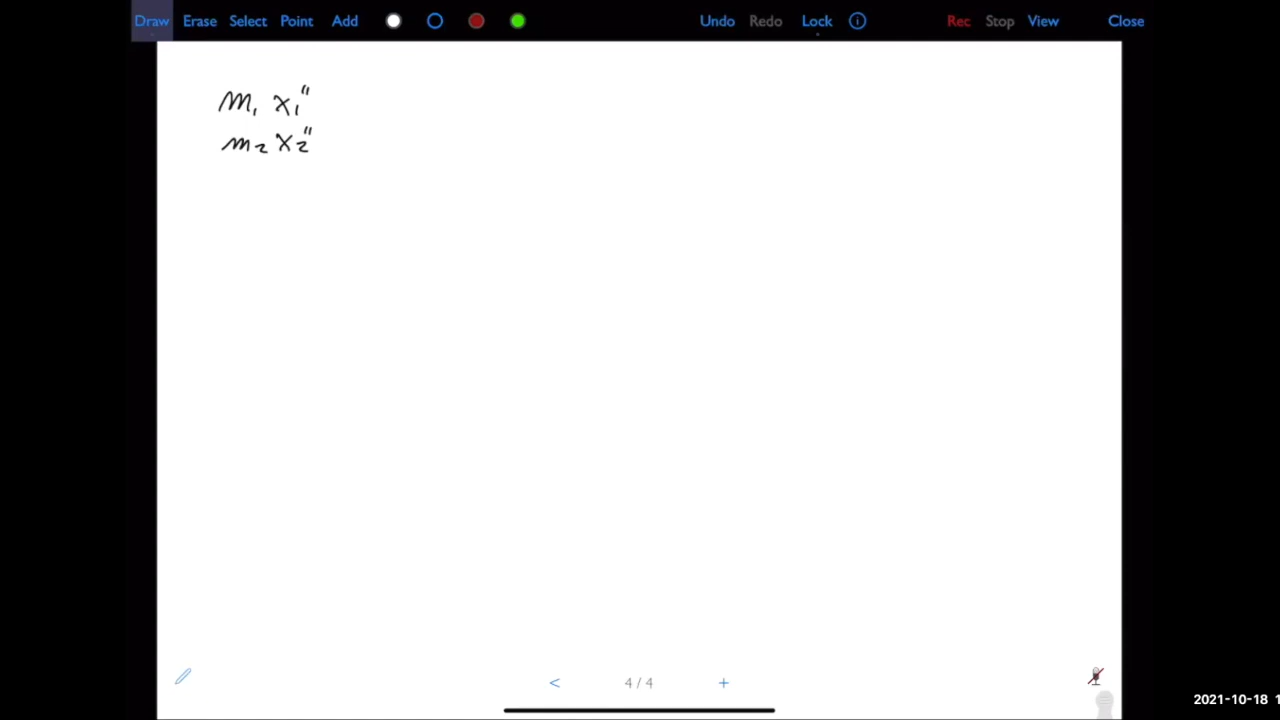 Draw Erase Select Point Add Undo Redo Lock Rec Stop View Close
m₁ x₁"
m₂ x₂"
< 4 / 4 +
2021-10-18 1